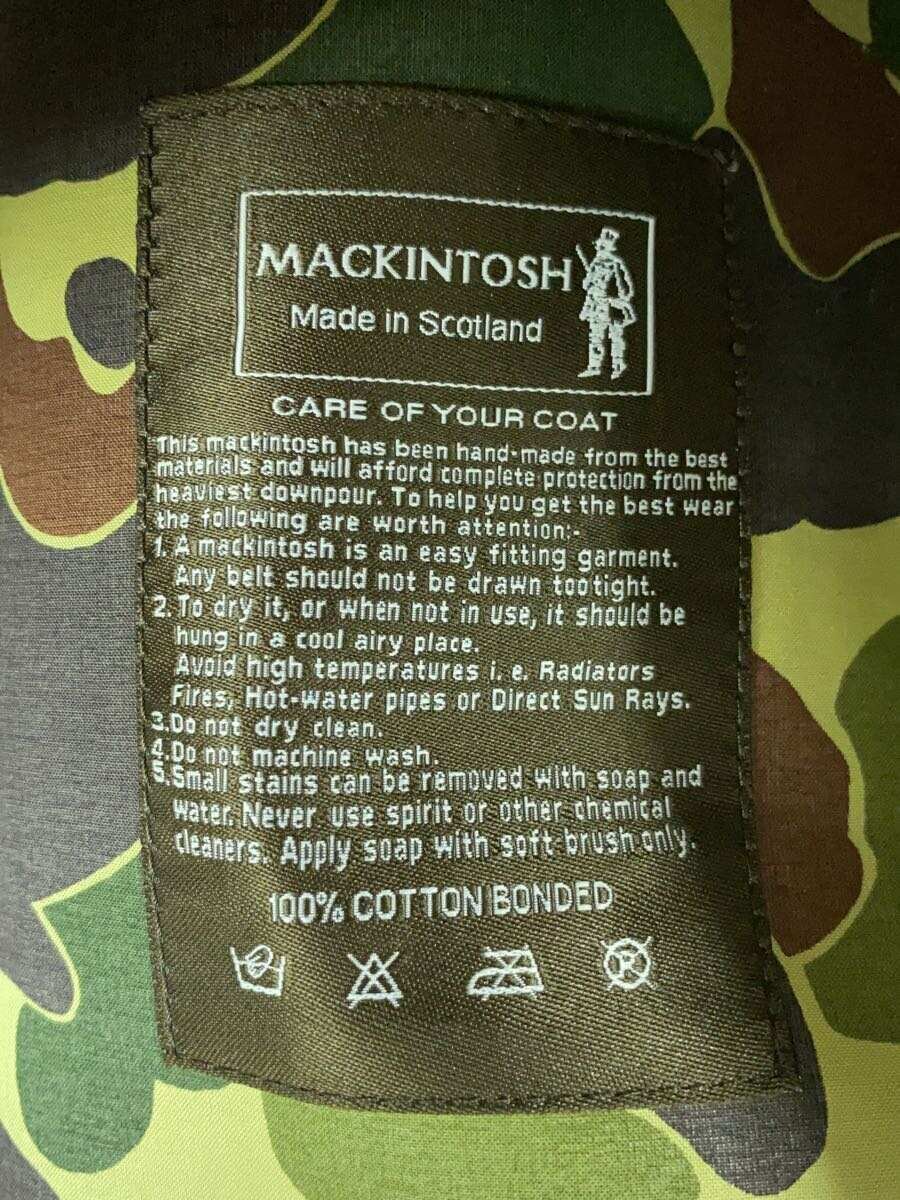 MACKINTOSH
Made in Scotland
CARE OF YOUR COAT
This mackintosh has been hand-made from the best
materials and will afford complete protection from the
heaviest downpour. To help you get the best wear
the following are worth attention:-
1. A mackintosh is an easy fitting garment.
Any belt should not be drawn too tight.
2. To dry it, or when not in use, it should be
hung in a cool airy place.
Avoid high temperatures i. e. Radiators
Fires, Hot-water pipes or Direct Sun Rays.
3. Do not dry clean.
4. Do not machine wash.
5. Small stains can be removed with soap and
water. Never use spirit or other chemical
cleaners. Apply soap with soft brush only.
100% COTTON BONDED